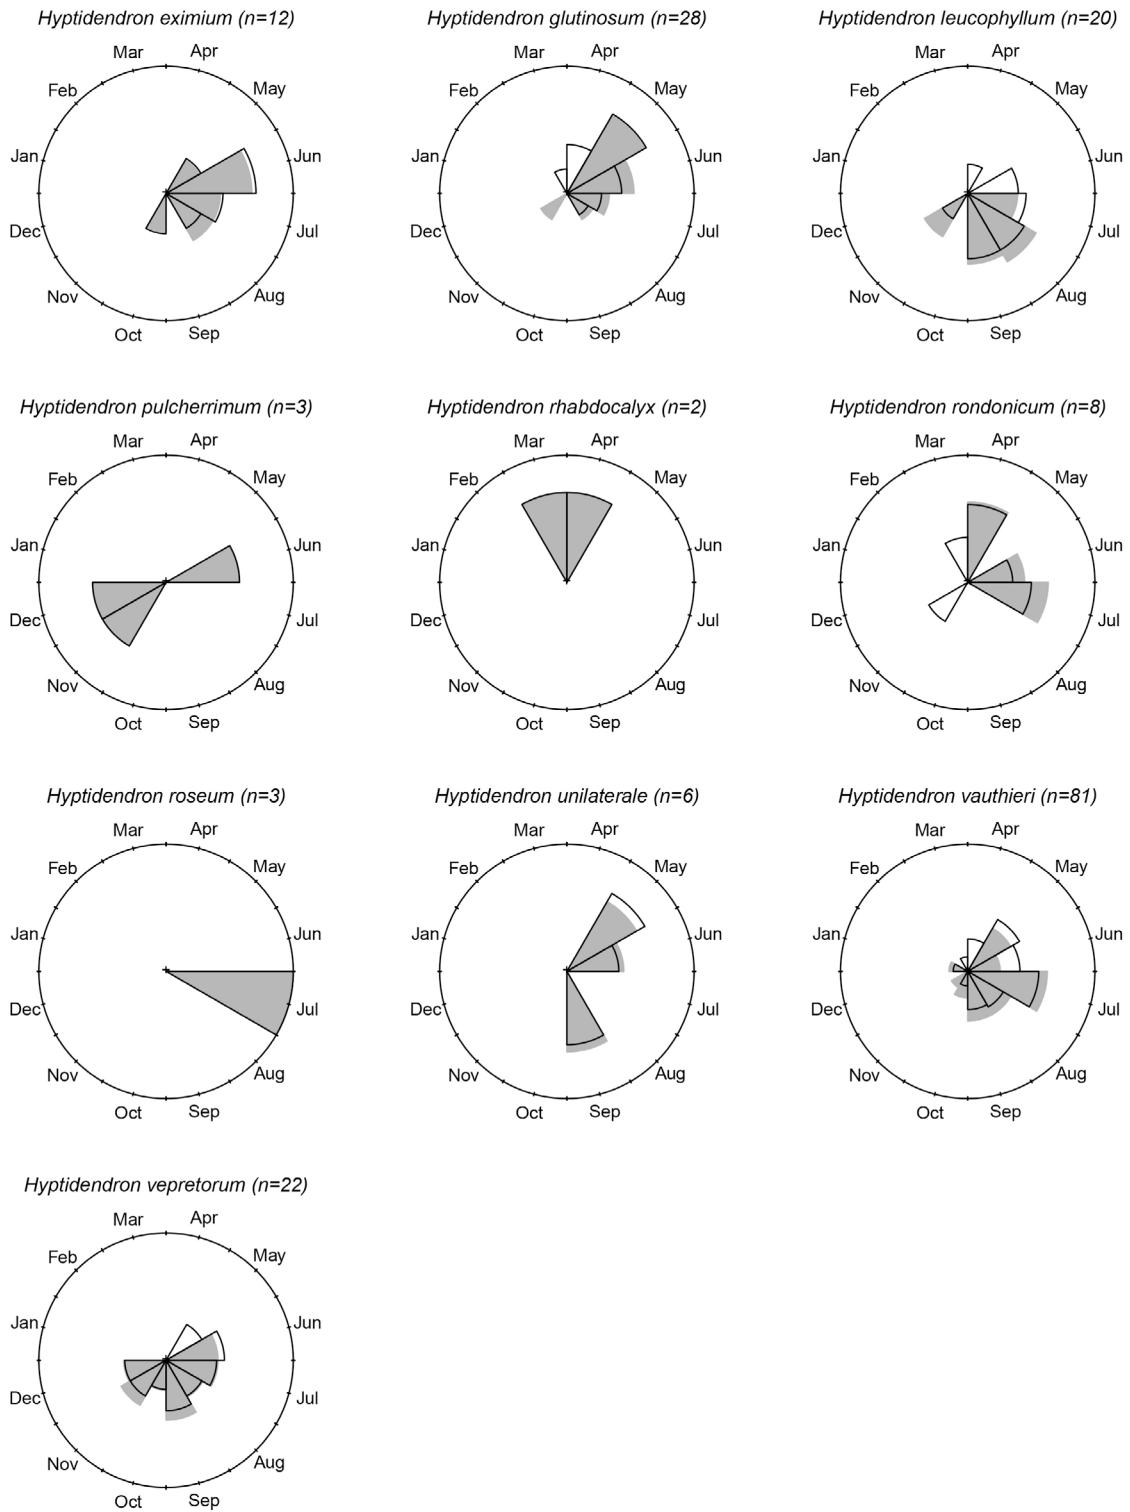 Hyptidendron eximium (n=12)
Hyptidendron glutinosum (n=28)
Hyptidendron leucophyllum (n=20)
Mar Apr
Feb May
Jan Jun
Dec Jul
Nov Aug
Oct Sep
Mar Apr
Feb May
Jan Jun
Dec Jul
Nov Aug
Oct Sep
Mar Apr
Feb May
Jan Jun
Dec Jul
Nov Aug
Oct Sep
Hyptidendron pulcherrimum (n=3)
Hyptidendron rhabdocalyx (n=2)
Hyptidendron rondonicum (n=8)
Mar Apr
Feb May
Jan Jun
Dec Jul
Nov Aug
Oct Sep
Mar Apr
Feb May
Jan Jun
Dec Jul
Nov Aug
Oct Sep
Mar Apr
Feb May
Jan Jun
Dec Jul
Nov Aug
Oct Sep
Hyptidendron roseum (n=3)
Hyptidendron unilaterale (n=6)
Hyptidendron vauthieri (n=81)
Mar Apr
Feb May
Jan Jun
Dec Jul
Nov Aug
Oct Sep
Mar Apr
Feb May
Jan Jun
Dec Jul
Nov Aug
Oct Sep
Mar Apr
Feb May
Jan Jun
Dec Jul
Nov Aug
Oct Sep
Hyptidendron vepretorum (n=22)
Mar Apr
Feb May
Jan Jun
Dec Jul
Nov Aug
Oct Sep